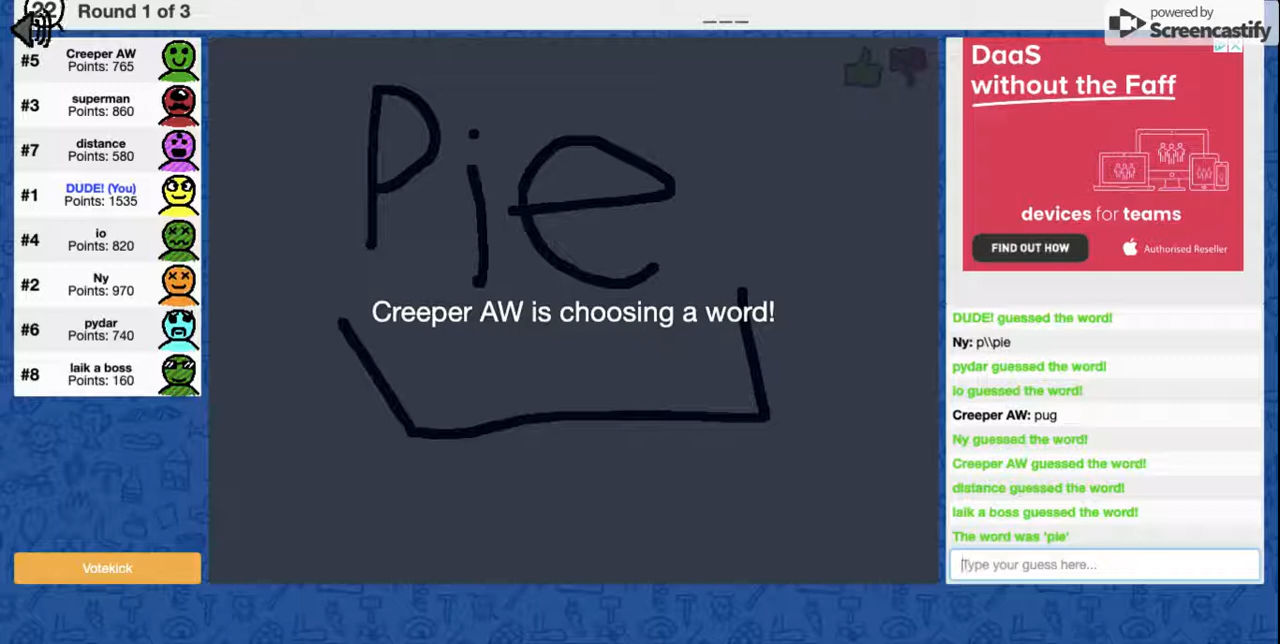 22
Round 1 of 3
powered by
Screencastify
#5
Creeper AW
Points: 765
#3
superman
Points: 860
#7
distance
Points: 580
#1
DUDE! (You)
Points: 1535
#4
io
Points: 820
#2
Ny
Points: 970
#6
pydar
Points: 740
#8
laik a boss
Points: 160
Votekick
Pie
Creeper AW is choosing a word!
DaaS
without the Faff
devices for teams
FIND OUT HOW
Authorised Reseller
DUDE! guessed the word!
Ny: p\\pie
pydar guessed the word!
io guessed the word!
Creeper AW: pug
Ny guessed the word!
Creeper AW guessed the word!
distance guessed the word!
laik a boss guessed the word!
The word was 'pie'
Type your guess here...